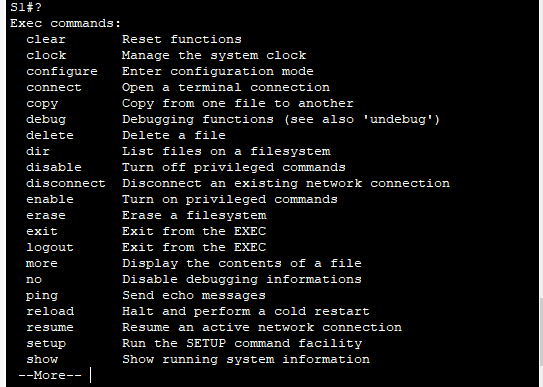 S1#?
Exec commands:
  clear       Reset functions
  clock       Manage the system clock
  configure   Enter configuration mode
  connect     Open a terminal connection
  copy        Copy from one file to another
  debug       Debugging functions (see also 'undebug')
  delete      Delete a file
  dir         List files on a filesystem
  disable     Turn off privileged commands
  disconnect  Disconnect an existing network connection
  enable      Turn on privileged commands
  erase       Erase a filesystem
  exit        Exit from the EXEC
  logout      Exit from the EXEC
  more        Display the contents of a file
  no          Disable debugging informations
  ping        Send echo messages
  reload      Halt and perform a cold restart
  resume      Resume an active network connection
  setup       Run the SETUP command facility
  show        Show running system information
 --More--